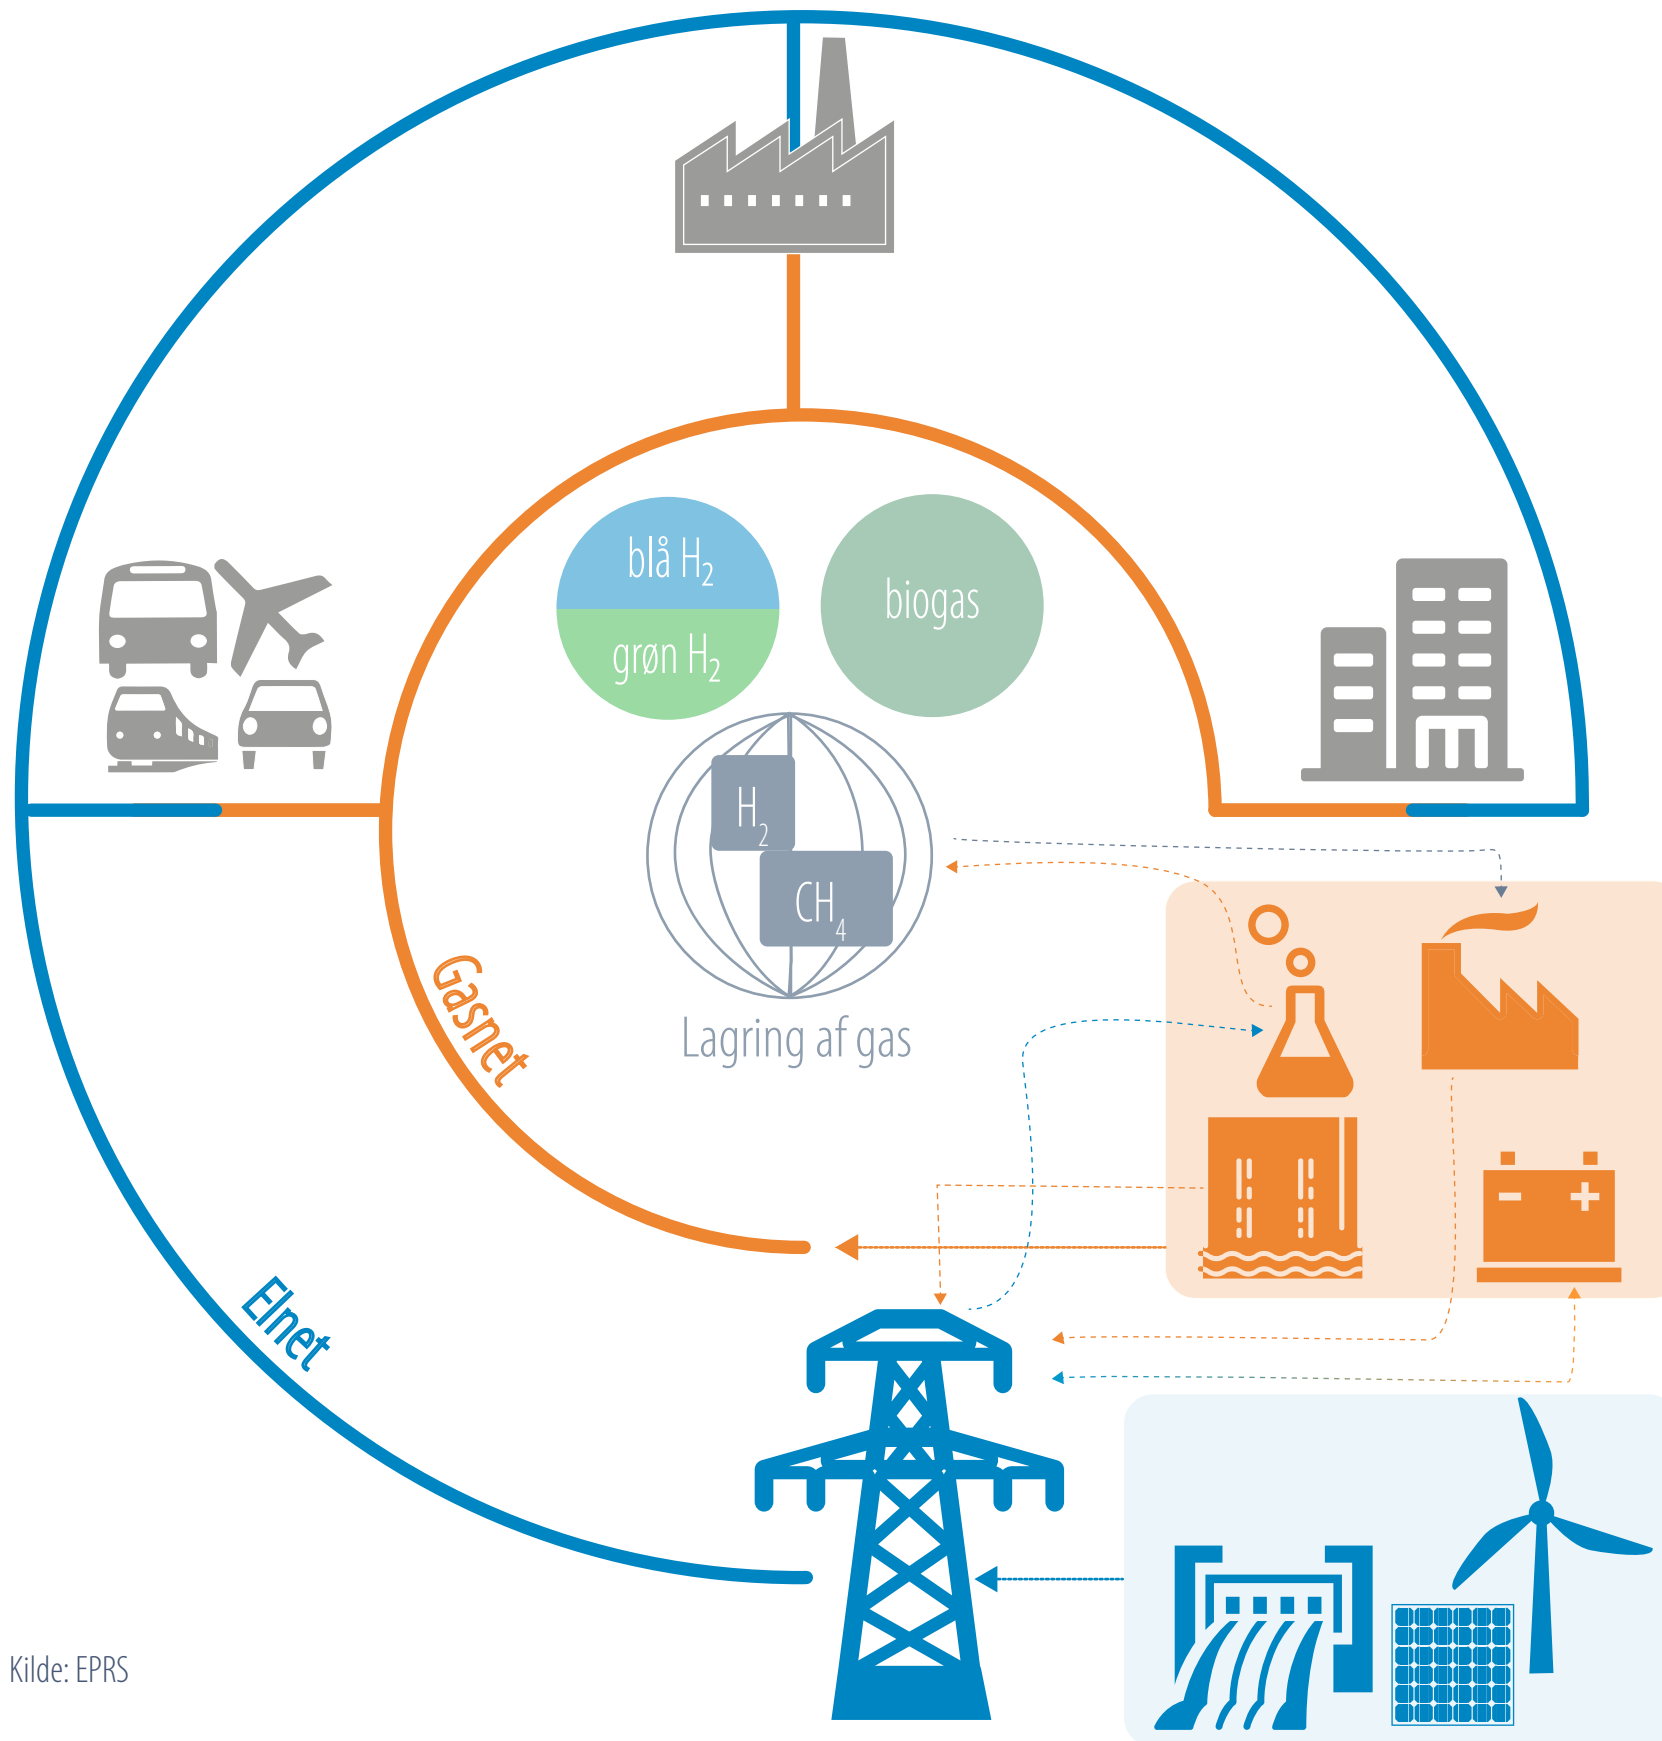 blå H₂
grøn H₂
biogas
H₂
CH₄
Lagring af gas
Gasnet
Elnet
Kilde: EPRS